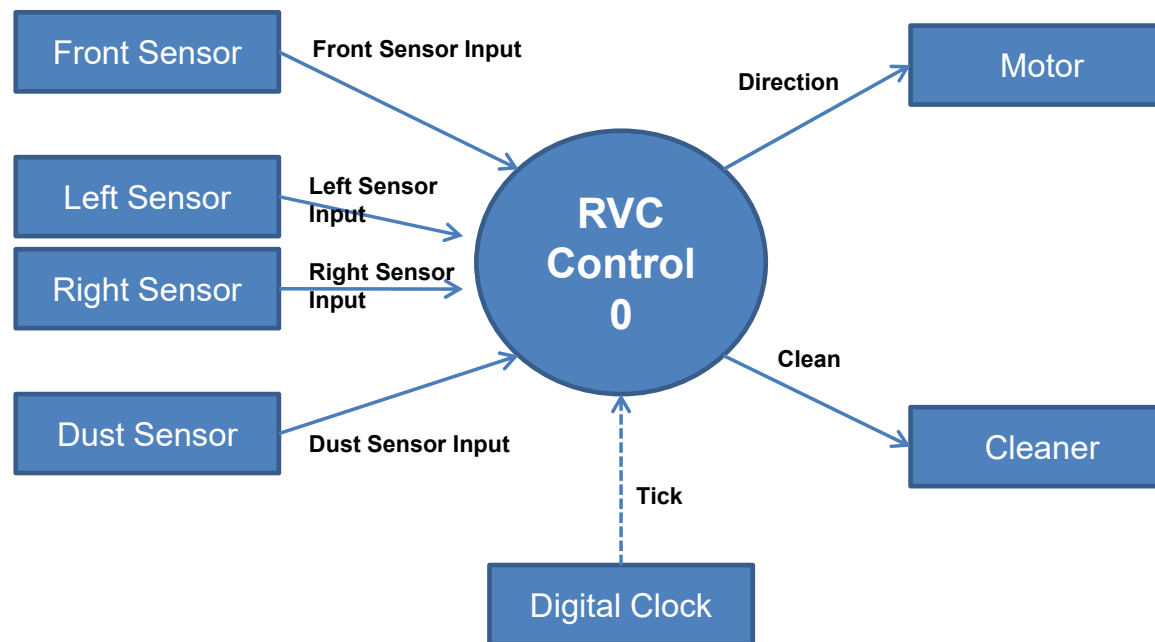 Front Sensor
Front Sensor Input
Direction
Motor
Left Sensor
Left Sensor
Input
Right Sensor
Right Sensor
Input
RVC
Control
0
Dust Sensor
Dust Sensor Input
Clean
Cleaner
Tick
Digital Clock